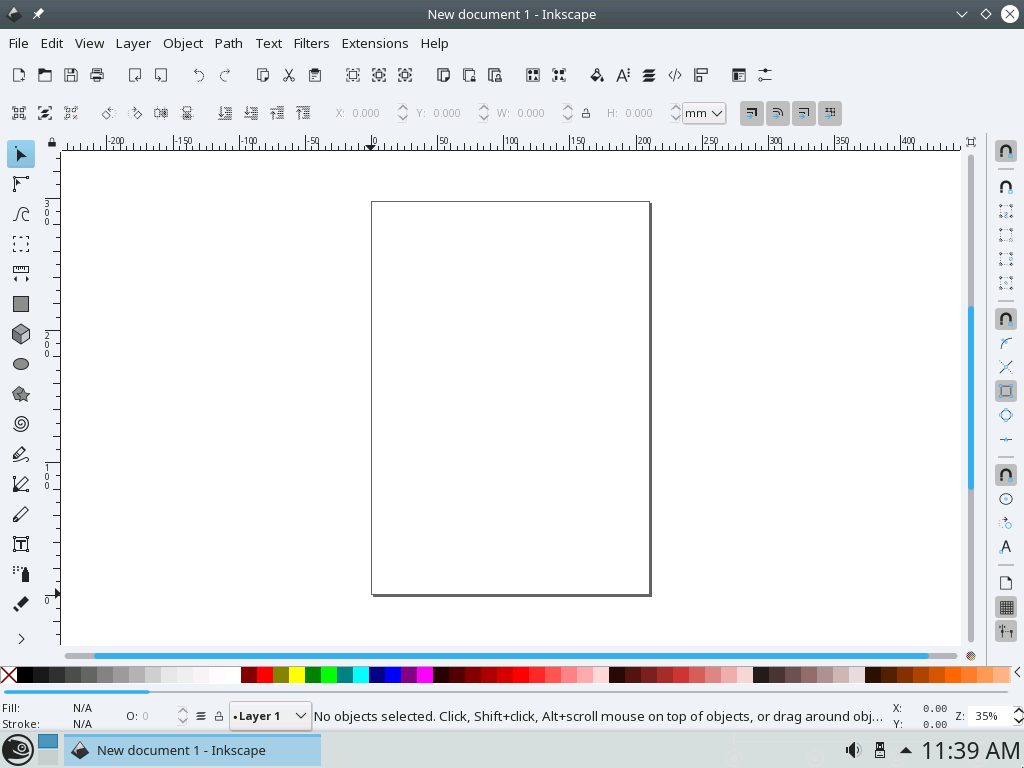 New document 1 - Inkscape
File Edit View Layer Object Path Text Filters Extensions Help
X: 0.000 Y: 0.000 W: 0.000 H: 0.000 mm
-200 -150 -100 -50 0 50 100 150 200 250 300 350 400
300
200
100
0
Fill: N/A
Stroke: N/A
O: 0
•Layer 1
No objects selected. Click, Shift+click, Alt+scroll mouse on top of objects, or drag around obj...
X: 0.00
Y: 0.00
Z: 35%
New document 1 - Inkscape
11:39 AM